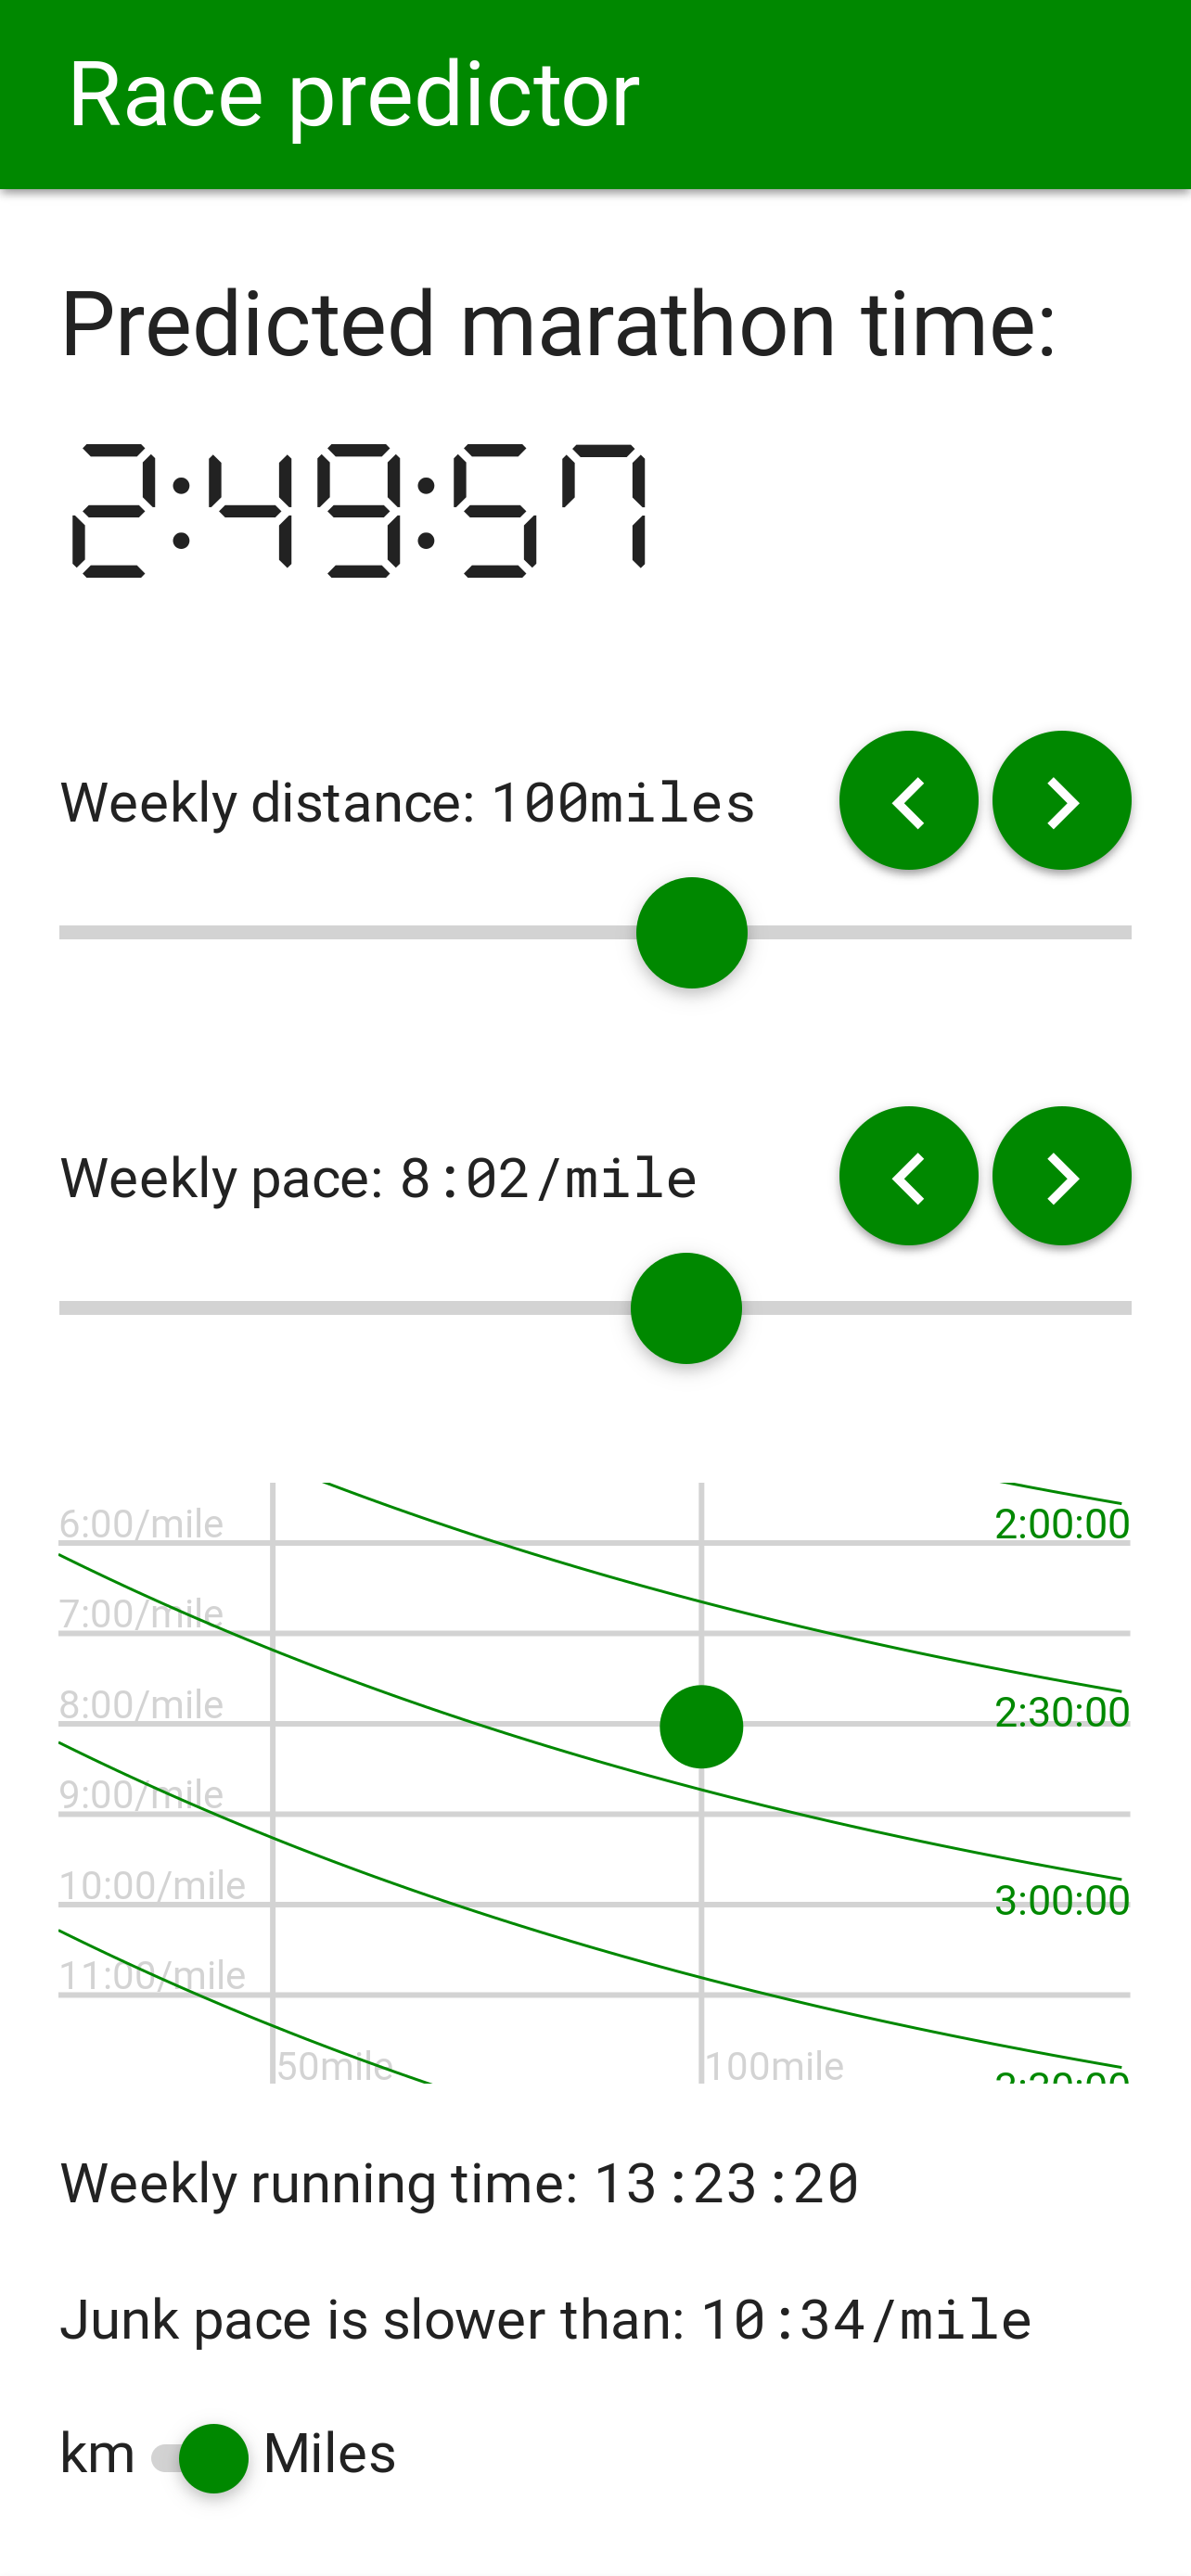 Race predictor
Predicted marathon time:
2:49:57
Weekly distance: 100miles
Weekly pace: 8:02/mile
6:00/mile
2:00:00
7:00/mile
8:00/mile
2:30:00
9:00/mile
10:00/mile
3:00:00
11:00/mile
50mile
100mile
Weekly running time: 13:23:20
Junk pace is slower than: 10:34/mile
km Miles